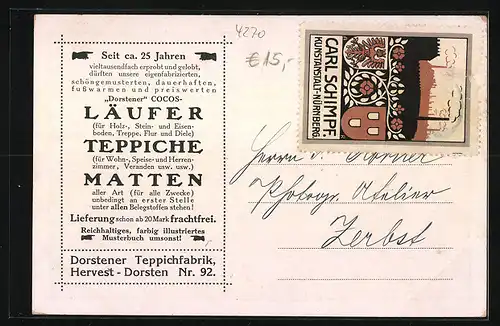 Seit ca. 25 Jahren
vieltausendfach erprobt und gelobt,
dürften unsere eigenfabrizierten,
schöngemusterten, dauerhaften,
fußwarmen und preiswerten
„Dorstener“ COCOS-
LÄUFER
(für Holz-, Stein- und Eisen-
boden, Treppe, Flur und Diele)
TEPPICHE
(für Wohn-, Speise- und Herren-
zimmer, Veranden usw. usw.)
MATTEN
aller Art (für alle Zwecke)
unbedingt an erster Stelle
unter allen Belegstoffen stehen!
Lieferung schon ab 20 Mark frachtfrei.
Reichhaltiges, farbig illustriertes
Musterbuch umsonst!
Dorstener Teppichfabrik,
Hervest-Dorsten Nr. 92.
4270
€ 15,-
CARL SCHIMPF.
KUNSTANSTALT-NÜRNBERG
Herrn
Photogr. Atelier
Zerbst